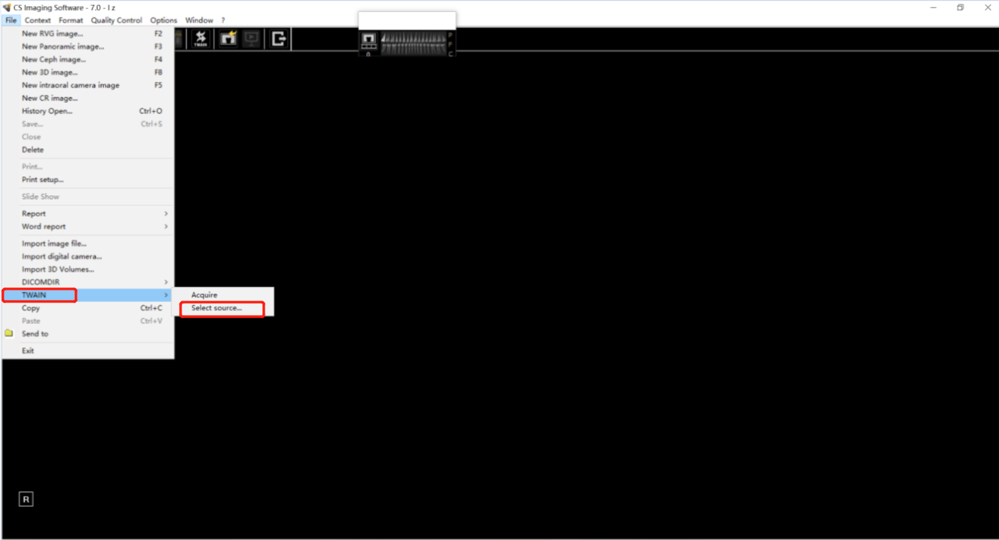 CS Imaging Software - 7.0 - l z
File Context Format Quality Control Options Window ?
New RVG image... F2
New Panoramic image... F3
New Ceph image... F4
New 3D image... F8
New intraoral camera image F5
New CR image...
History Open... Ctrl+O
Save... Ctrl+S
Close
Delete
Print...
Print setup...
Slide Show
Report
Word report
Import image file...
Import digital camera...
Import 3D Volumes...
DICOMDIR
TWAIN
Copy Ctrl+C
Paste Ctrl+V
Send to
Exit
Acquire
Select source...
TWAIN
0
P
F
C
R